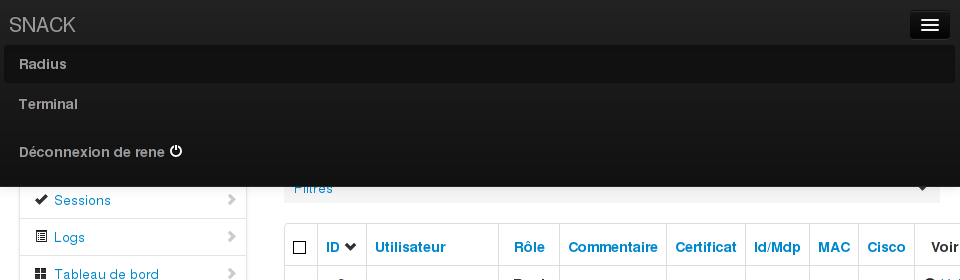 SNACK
Radius
Terminal
Déconnexion de rene
Filtres
Sessions
Logs
Tableau de bord
ID Utilisateur Rôle Commentaire Certificat Id/Mdp MAC Cisco Voir